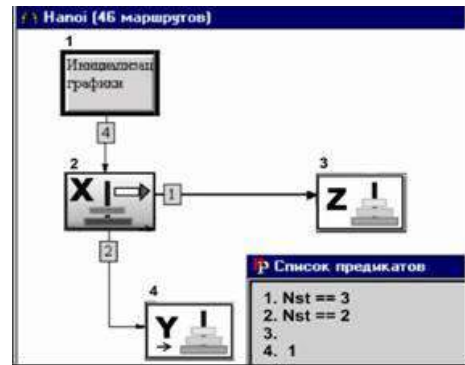 Hanoi (46 маршрутов)
1
Инициализац
графики
4
2
X
1
3
Z
2
4
Y
Список предикатов
1. Nst == 3
2. Nst == 2
3.
4. 1